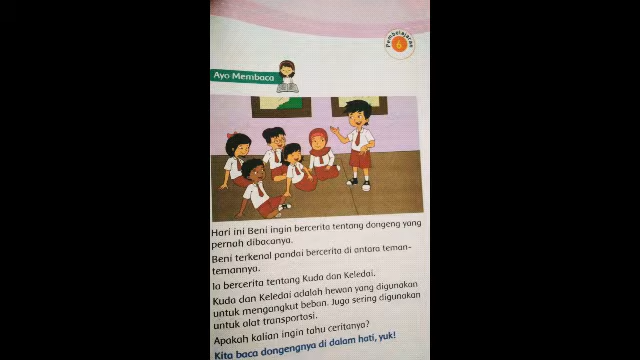 Pembelajaran
6
Ayo Membaca
Hari ini Beni ingin bercerita tentang dongeng yang
pernah dibacanya.
Beni terkenal pandai bercerita di antara teman-
temannya.
Ia bercerita tentang Kuda dan Keledai.
Kuda dan Keledai adalah hewan yang digunakan
untuk mengangkut beban. Juga sering digunakan
untuk alat transportasi.
Apakah kalian ingin tahu ceritanya?
Kita baca dongengnya di dalam hati, yuk!